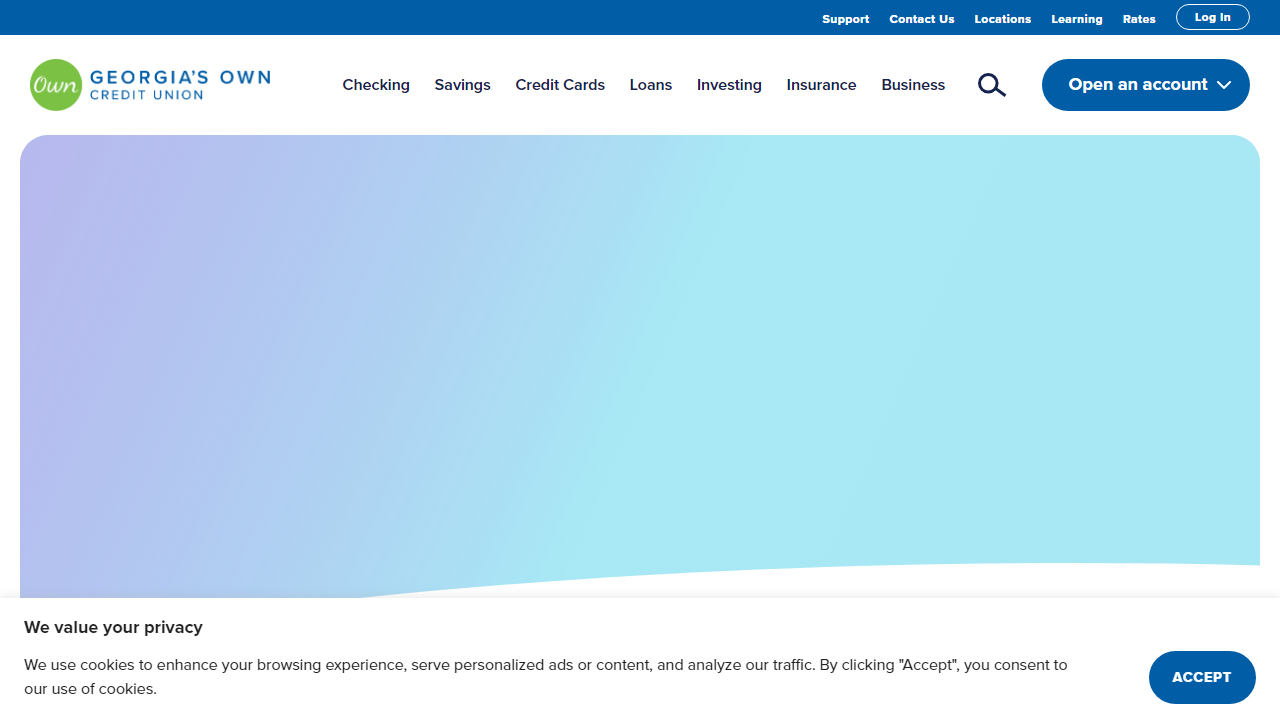 Support Contact Us Locations Learning Rates Log In
Own GEORGIA'S OWN
CREDIT UNION
Checking Savings Credit Cards Loans Investing Insurance Business Open an account
We value your privacy
We use cookies to enhance your browsing experience, serve personalized ads or content, and analyze our traffic. By clicking "Accept", you consent to
our use of cookies.
ACCEPT